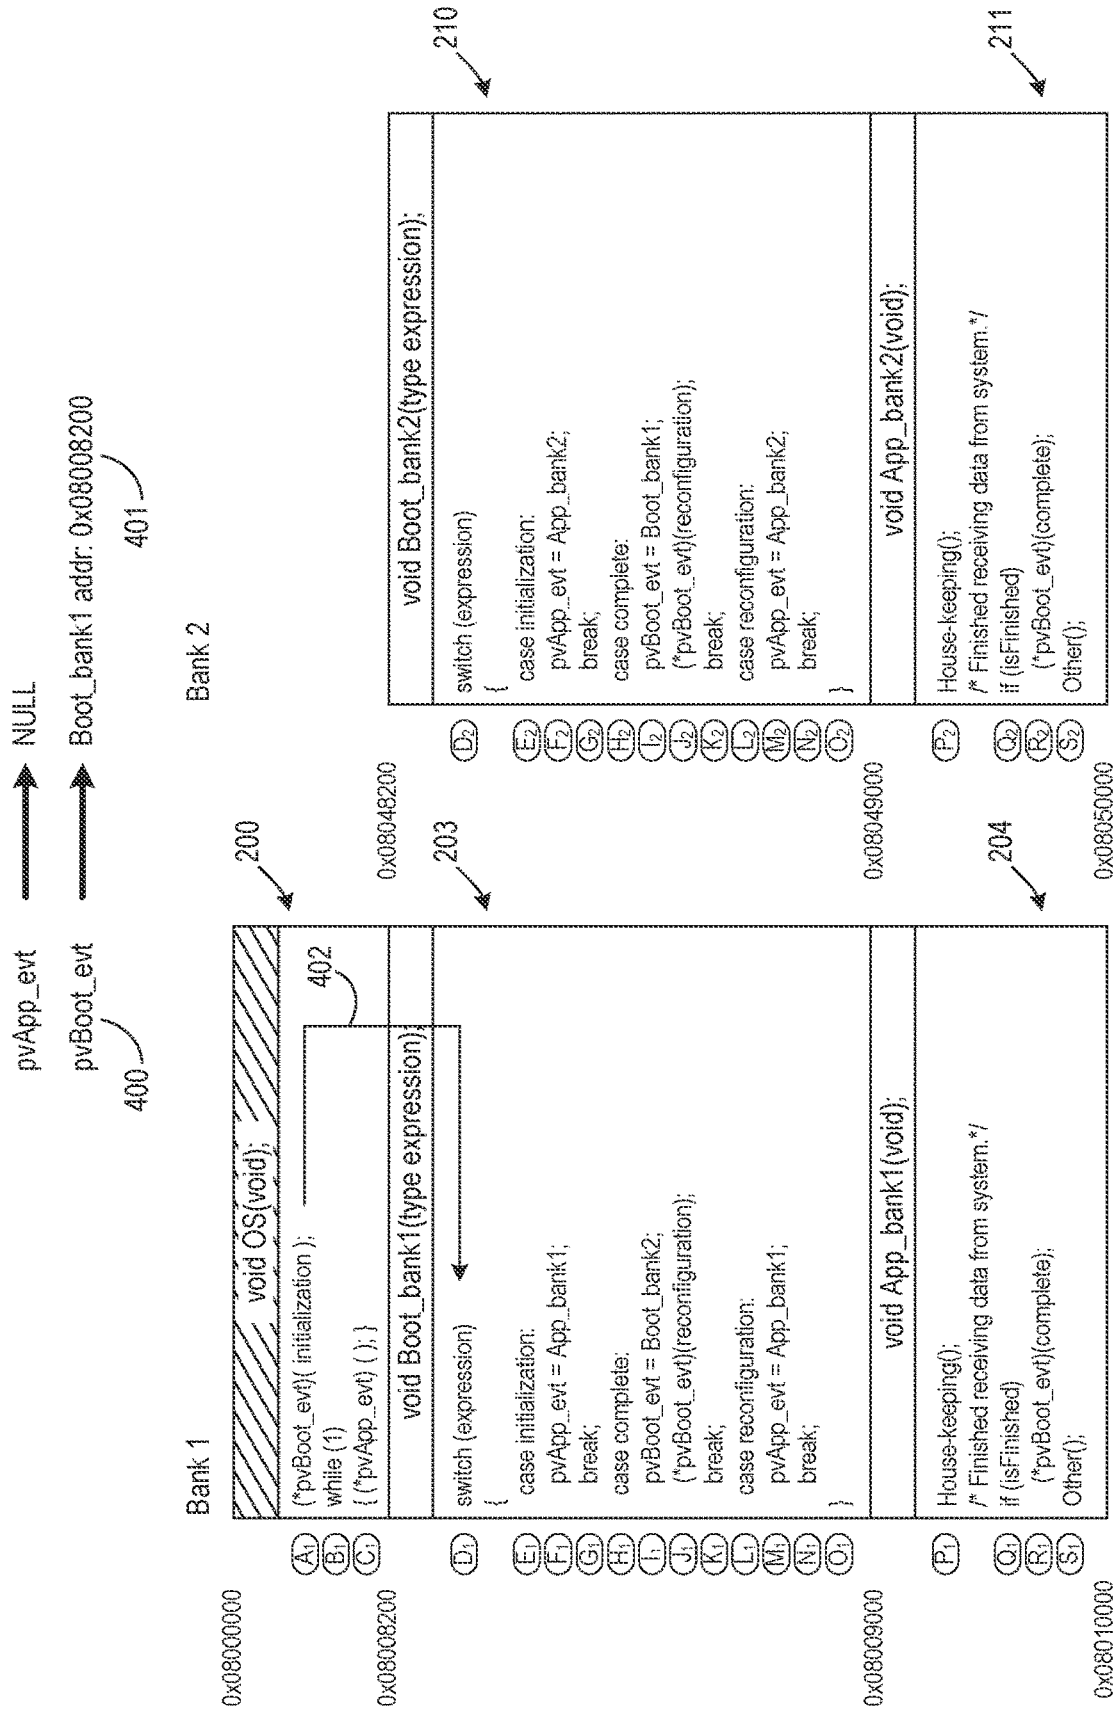 pvApp_evt NULL
pvBoot_evt Boot_bank1 addr: 0x08008200
400
401
Bank 1
0x08000000
void OS(void);
200
A1 (*pvBoot_evt)( initialization );
B1 while (1)
C1 { (*pvApp_evt) ( ); }
402
0x08008200
void Boot_bank1(type expression);
203
D1 switch (expression)
{
E1 case initialization:
F1 pvApp_evt = App_bank1;
G1 break;
H1 case complete:
I1 pvBoot_evt = Boot_bank2;
J1 (*pvBoot_evt)(reconfiguration);
K1 break;
L1 case reconfiguration:
M1 pvApp_evt = App_bank1;
N1 break;
O1 }
0x08009000
void App_bank1(void);
204
P1 House-keeping();
/* Finished receiving data from system.*/
Q1 if (isFinished)
R1 (*pvBoot_evt)(complete);
S1 Other();
0x08010000
Bank 2
0x08048200
void Boot_bank2(type expression);
210
D2 switch (expression)
{
E2 case initialization:
F2 pvApp_evt = App_bank2;
G2 break;
H2 case complete:
I2 pvBoot_evt = Boot_bank1;
J2 (*pvBoot_evt)(reconfiguration);
K2 break;
L2 case reconfiguration:
M2 pvApp_evt = App_bank2;
N2 break;
O2 }
0x08049000
void App_bank2(void);
211
P2 House-keeping();
/* Finished receiving data from system.*/
Q2 if (isFinished)
R2 (*pvBoot_evt)(complete);
S2 Other();
0x08050000